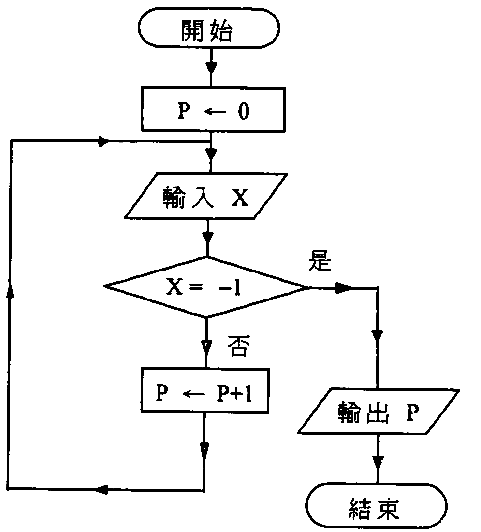 開始
P ← 0
輸入 X
X = -1
是
否
P ← P+1
輸出 P
結束